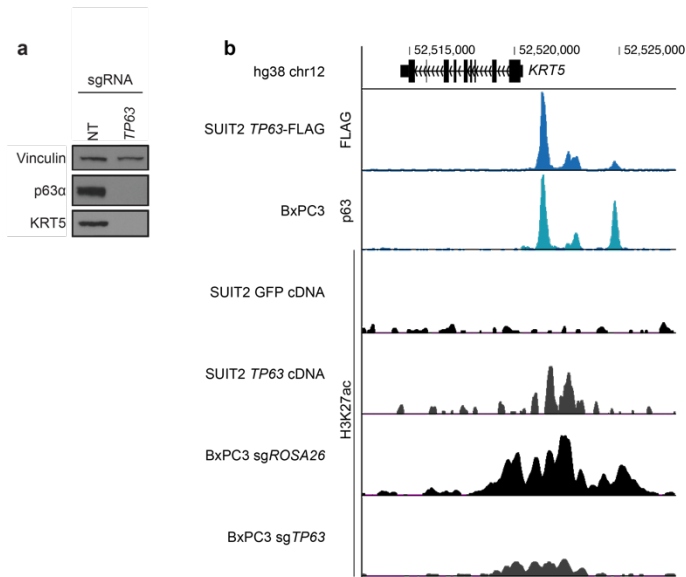 a
sgRNA
NT
TP63
Vinculin
p63α
KRT5
b
52,515,000 52,520,000 52,525,000
hg38 chr12
KRT5
SUIT2 TP63-FLAG
FLAG
BxPC3
p63
SUIT2 GFP cDNA
SUIT2 TP63 cDNA
H3K27ac
BxPC3 sgROSA26
BxPC3 sgTP63